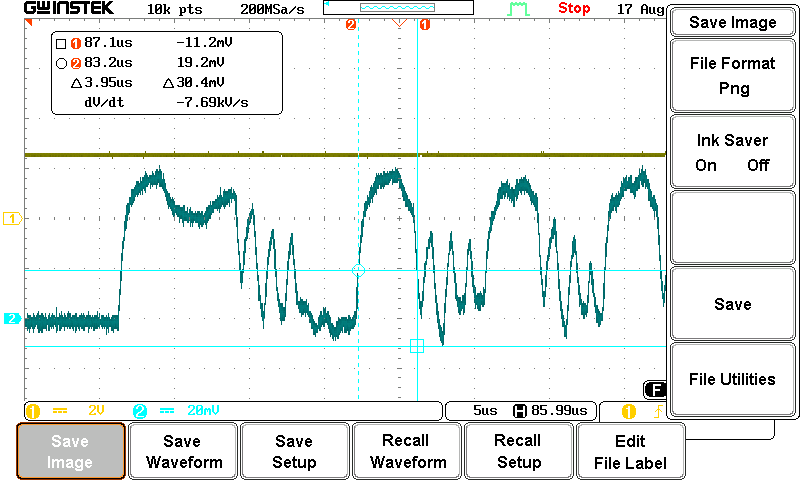 GWINSTEK 10k pts 200MSa/s Stop 17 Aug
2 1
1 87.1us -11.2mV
2 83.2us 19.2mV
△3.95us △30.4mV
dV/dt -7.69kV/s
1
2
Save Image
File Format
Png
Ink Saver
On Off
Save
File Utilities
F
1 2V 2 20mV 5us H 85.99us 1
Save
Image
Save
Waveform
Save
Setup
Recall
Waveform
Recall
Setup
Edit
File Label